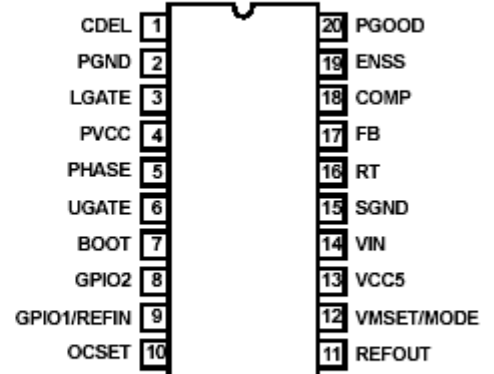 CDEL 1 20 PGOOD
PGND 2 19 ENSS
LGATE 3 18 COMP
PVCC 4 17 FB
PHASE 5 16 RT
UGATE 6 15 SGND
BOOT 7 14 VIN
GPIO2 8 13 VCC5
GPIO1/REFIN 9 12 VMSET/MODE
OCSET 10 11 REFOUT